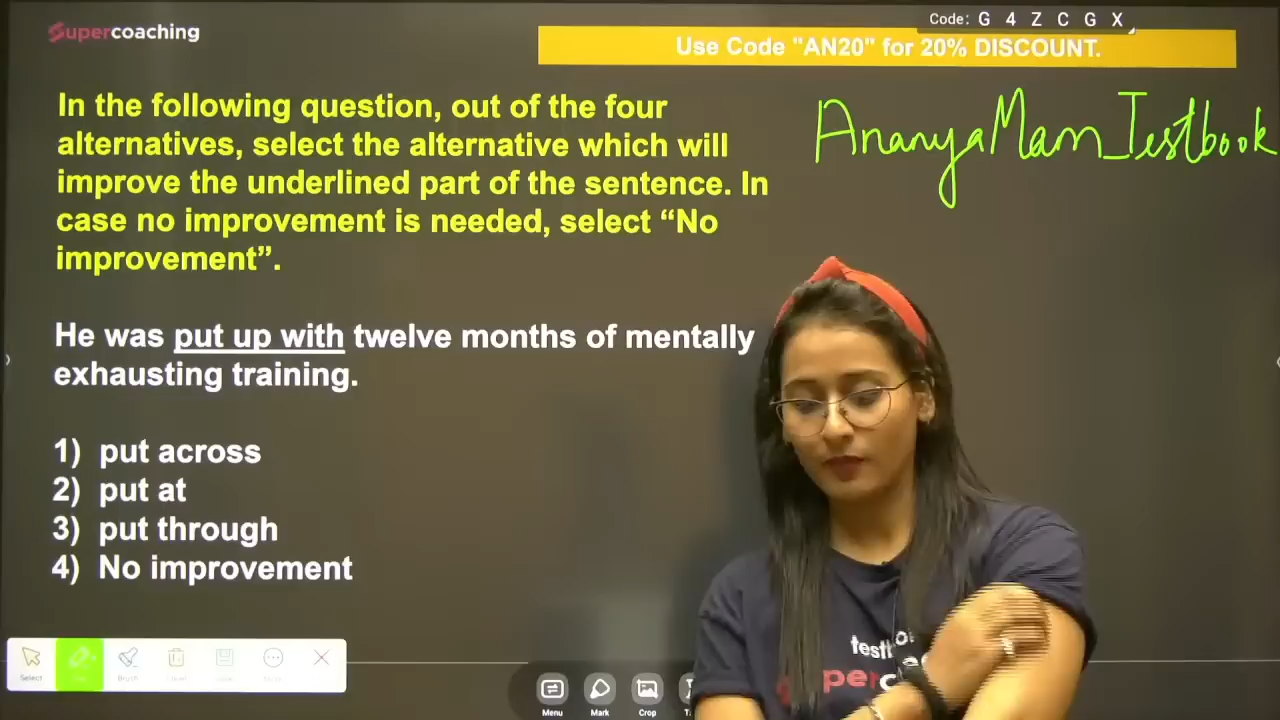 Supercoaching
Code: G 4 Z C G X
Use Code "AN20" for 20% DISCOUNT.
AnanyaMam_Testbook
In the following question, out of the four
alternatives, select the alternative which will
improve the underlined part of the sentence. In
case no improvement is needed, select “No
improvement”.
He was put up with twelve months of mentally
exhausting training.
1) put across
2) put at
3) put through
4) No improvement
Select
Brush
Menu
Mark
Crop